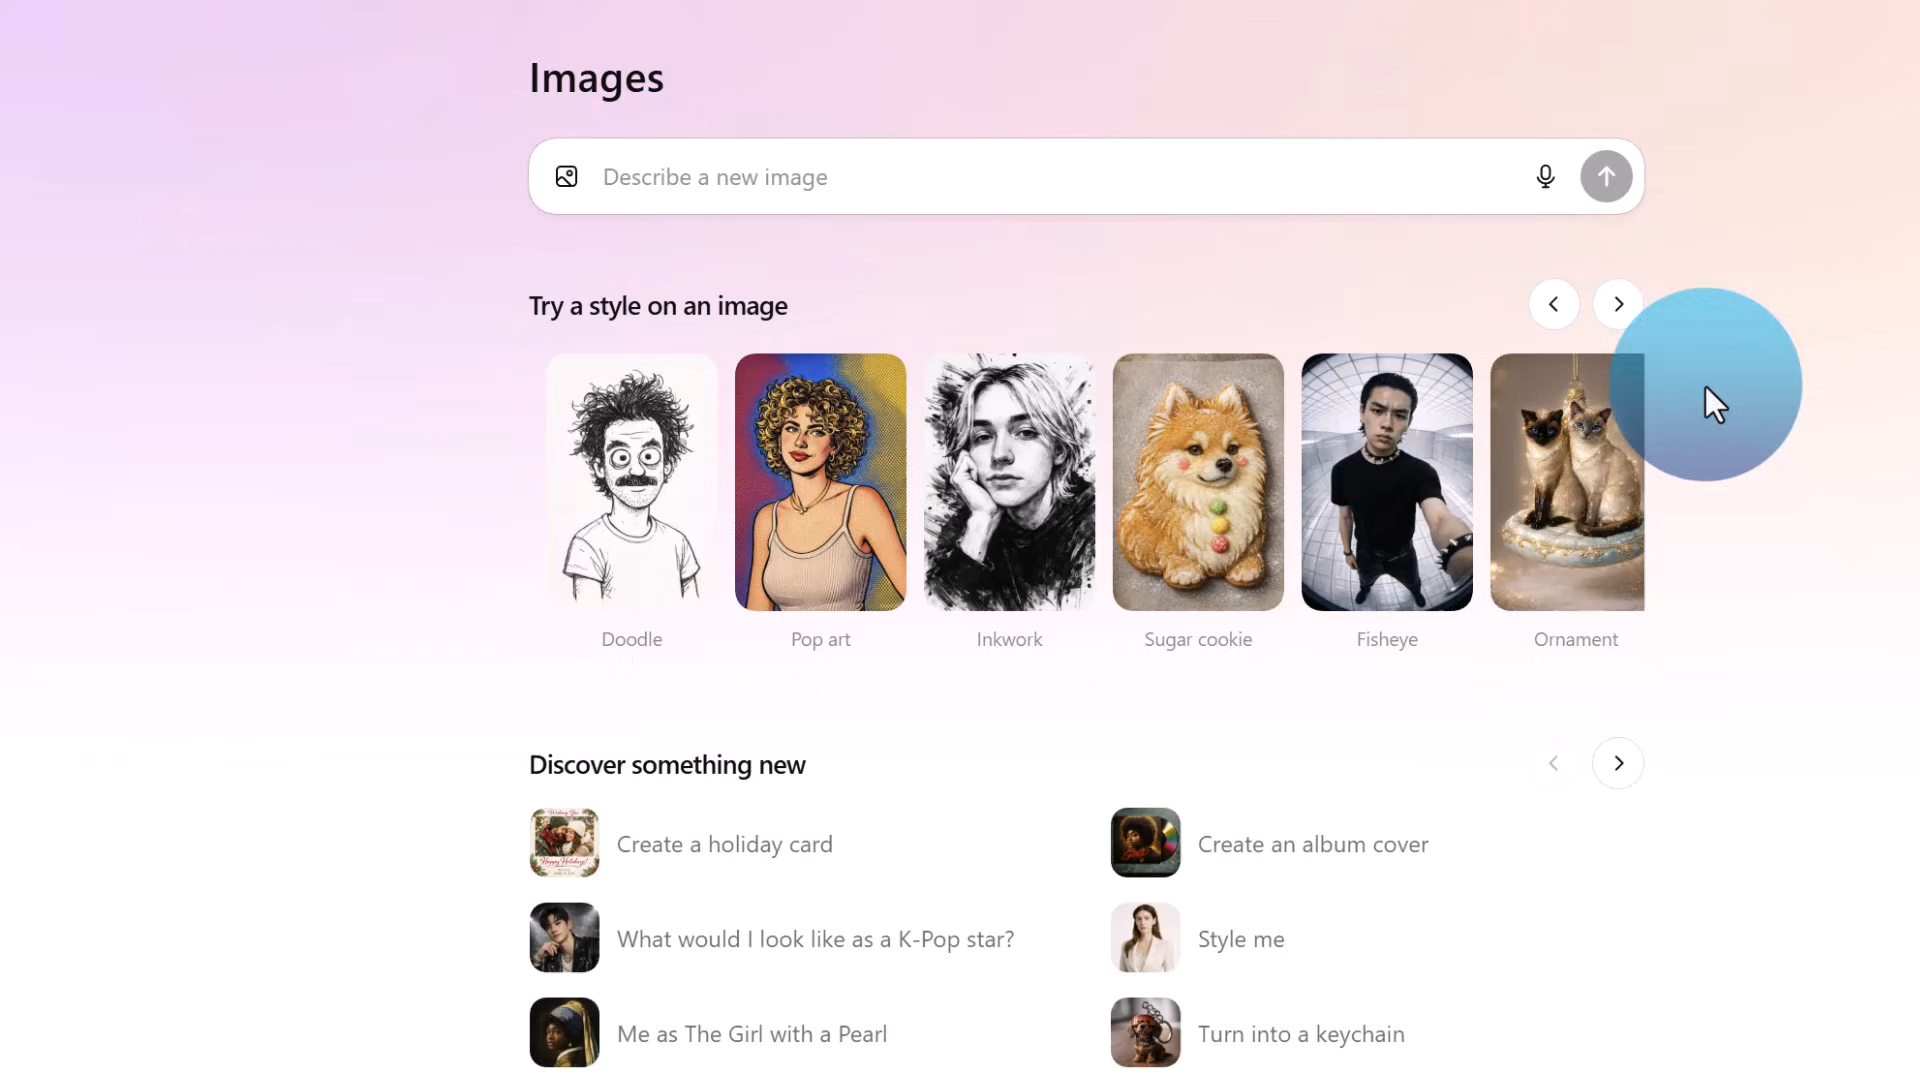 Images
Describe a new image
Try a style on an image
Doodle
Pop art
Inkwork
Sugar cookie
Fisheye
Ornament
Discover something new
Create a holiday card
Create an album cover
What would I look like as a K-Pop star?
Style me
Me as The Girl with a Pearl
Turn into a keychain